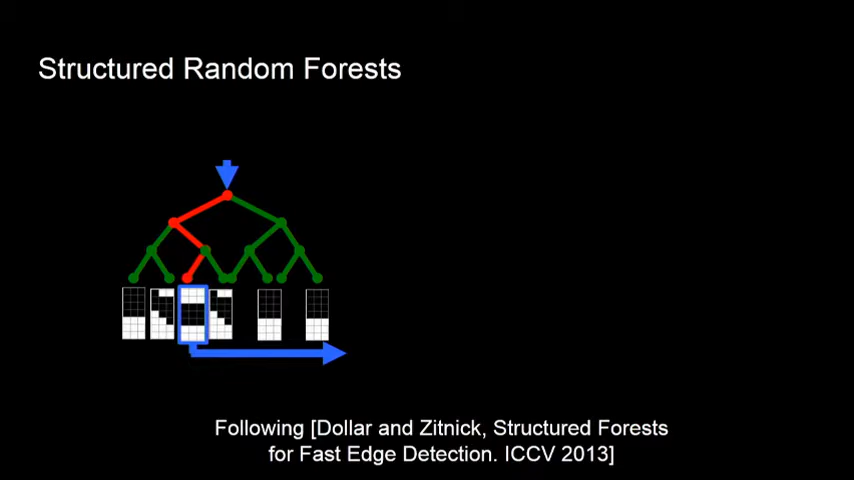 Structured Random Forests
Following [Dollar and Zitnick, Structured Forests
for Fast Edge Detection. ICCV 2013]